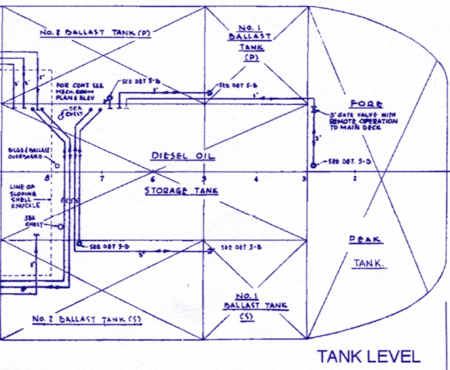 NO. 2 BALLAST TANK (P)
NO. 1
BALLAST
TANK
(P)
FOR CONT SEE
MECH ROOM
PLAN & ELEV
SEE DET 5-B
SEA
CHEST
SEE DET 5-B
FORE
3" GATE VALVE WITH
REMOTE OPERATION
TO MAIN DECK
BILGE/BALLAST
OVERBOARD
DIESEL OIL
STORAGE TANK
SEE DET 5-B
8
7
6
5
4
3
2
1
LINE OF
SLOPING
SHELL
KNUCKLE
SEA
CHEST
SEE DET 5-B
SEE DET 5-B
PEAK
TANK
NO. 1
BALLAST TANK
(S)
NO. 2 BALLAST TANK (S)
TANK LEVEL